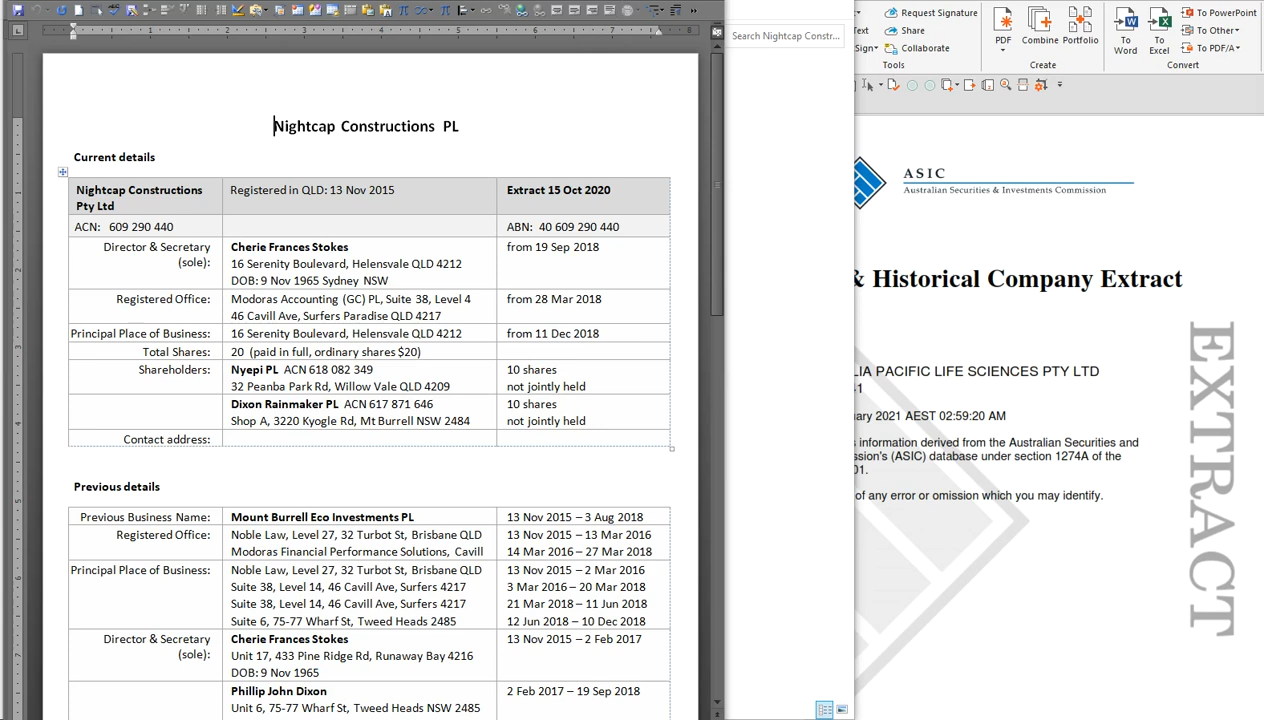 Request Signature
To PowerPoint
Text
Share
To Other
Search Nightcap Constr...
Sign
Collaborate
PDF
Combine
Portfolio
To Word
To Excel
To PDF/A
Tools
Create
Convert
Nightcap Constructions PL
Current details
Nightcap Constructions Pty Ltd
Registered in QLD: 13 Nov 2015
Extract 15 Oct 2020
ACN: 609 290 440
ABN: 40 609 290 440
Director & Secretary (sole):
Cherie Frances Stokes
from 19 Sep 2018
16 Serenity Boulevard, Helensvale QLD 4212
DOB: 9 Nov 1965 Sydney NSW
Registered Office:
Modoras Accounting (GC) PL, Suite 38, Level 4
from 28 Mar 2018
46 Cavill Ave, Surfers Paradise QLD 4217
Principal Place of Business:
16 Serenity Boulevard, Helensvale QLD 4212
from 11 Dec 2018
Total Shares:
20 (paid in full, ordinary shares $20)
Shareholders:
Nyepi PL ACN 618 082 349
10 shares
32 Peanba Park Rd, Willow Vale QLD 4209
not jointly held
Dixon Rainmaker PL ACN 617 871 646
10 shares
Shop A, 3220 Kyogle Rd, Mt Burrell NSW 2484
not jointly held
Contact address:
Previous details
Previous Business Name:
Mount Burrell Eco Investments PL
13 Nov 2015 – 3 Aug 2018
Registered Office:
Noble Law, Level 27, 32 Turbot St, Brisbane QLD
13 Nov 2015 – 13 Mar 2016
Modoras Financial Performance Solutions, Cavill
14 Mar 2016 – 27 Mar 2018
Principal Place of Business:
Noble Law, Level 27, 32 Turbot St, Brisbane QLD
13 Nov 2015 – 2 Mar 2016
Suite 38, Level 14, 46 Cavill Ave, Surfers 4217
3 Mar 2016 – 20 Mar 2018
Suite 38, Level 14, 46 Cavill Ave, Surfers 4217
21 Mar 2018 – 11 Jun 2018
Suite 6, 75-77 Wharf St, Tweed Heads 2485
12 Jun 2018 – 10 Dec 2018
Director & Secretary (sole):
Cherie Frances Stokes
13 Nov 2015 – 2 Feb 2017
Unit 17, 433 Pine Ridge Rd, Runaway Bay 4216
DOB: 9 Nov 1965
Phillip John Dixon
2 Feb 2017 – 19 Sep 2018
Unit 6, 75-77 Wharf St, Tweed Heads NSW 2485
ASIC
Australian Securities & Investments Commission
& Historical Company Extract
LIA PACIFIC LIFE SCIENCES PTY LTD
41
uary 2021 AEST 02:59:20 AM
s information derived from the Australian Securities and
ssion's (ASIC) database under section 1274A of the
01.
of any error or omission which you may identify.
EXTRACT